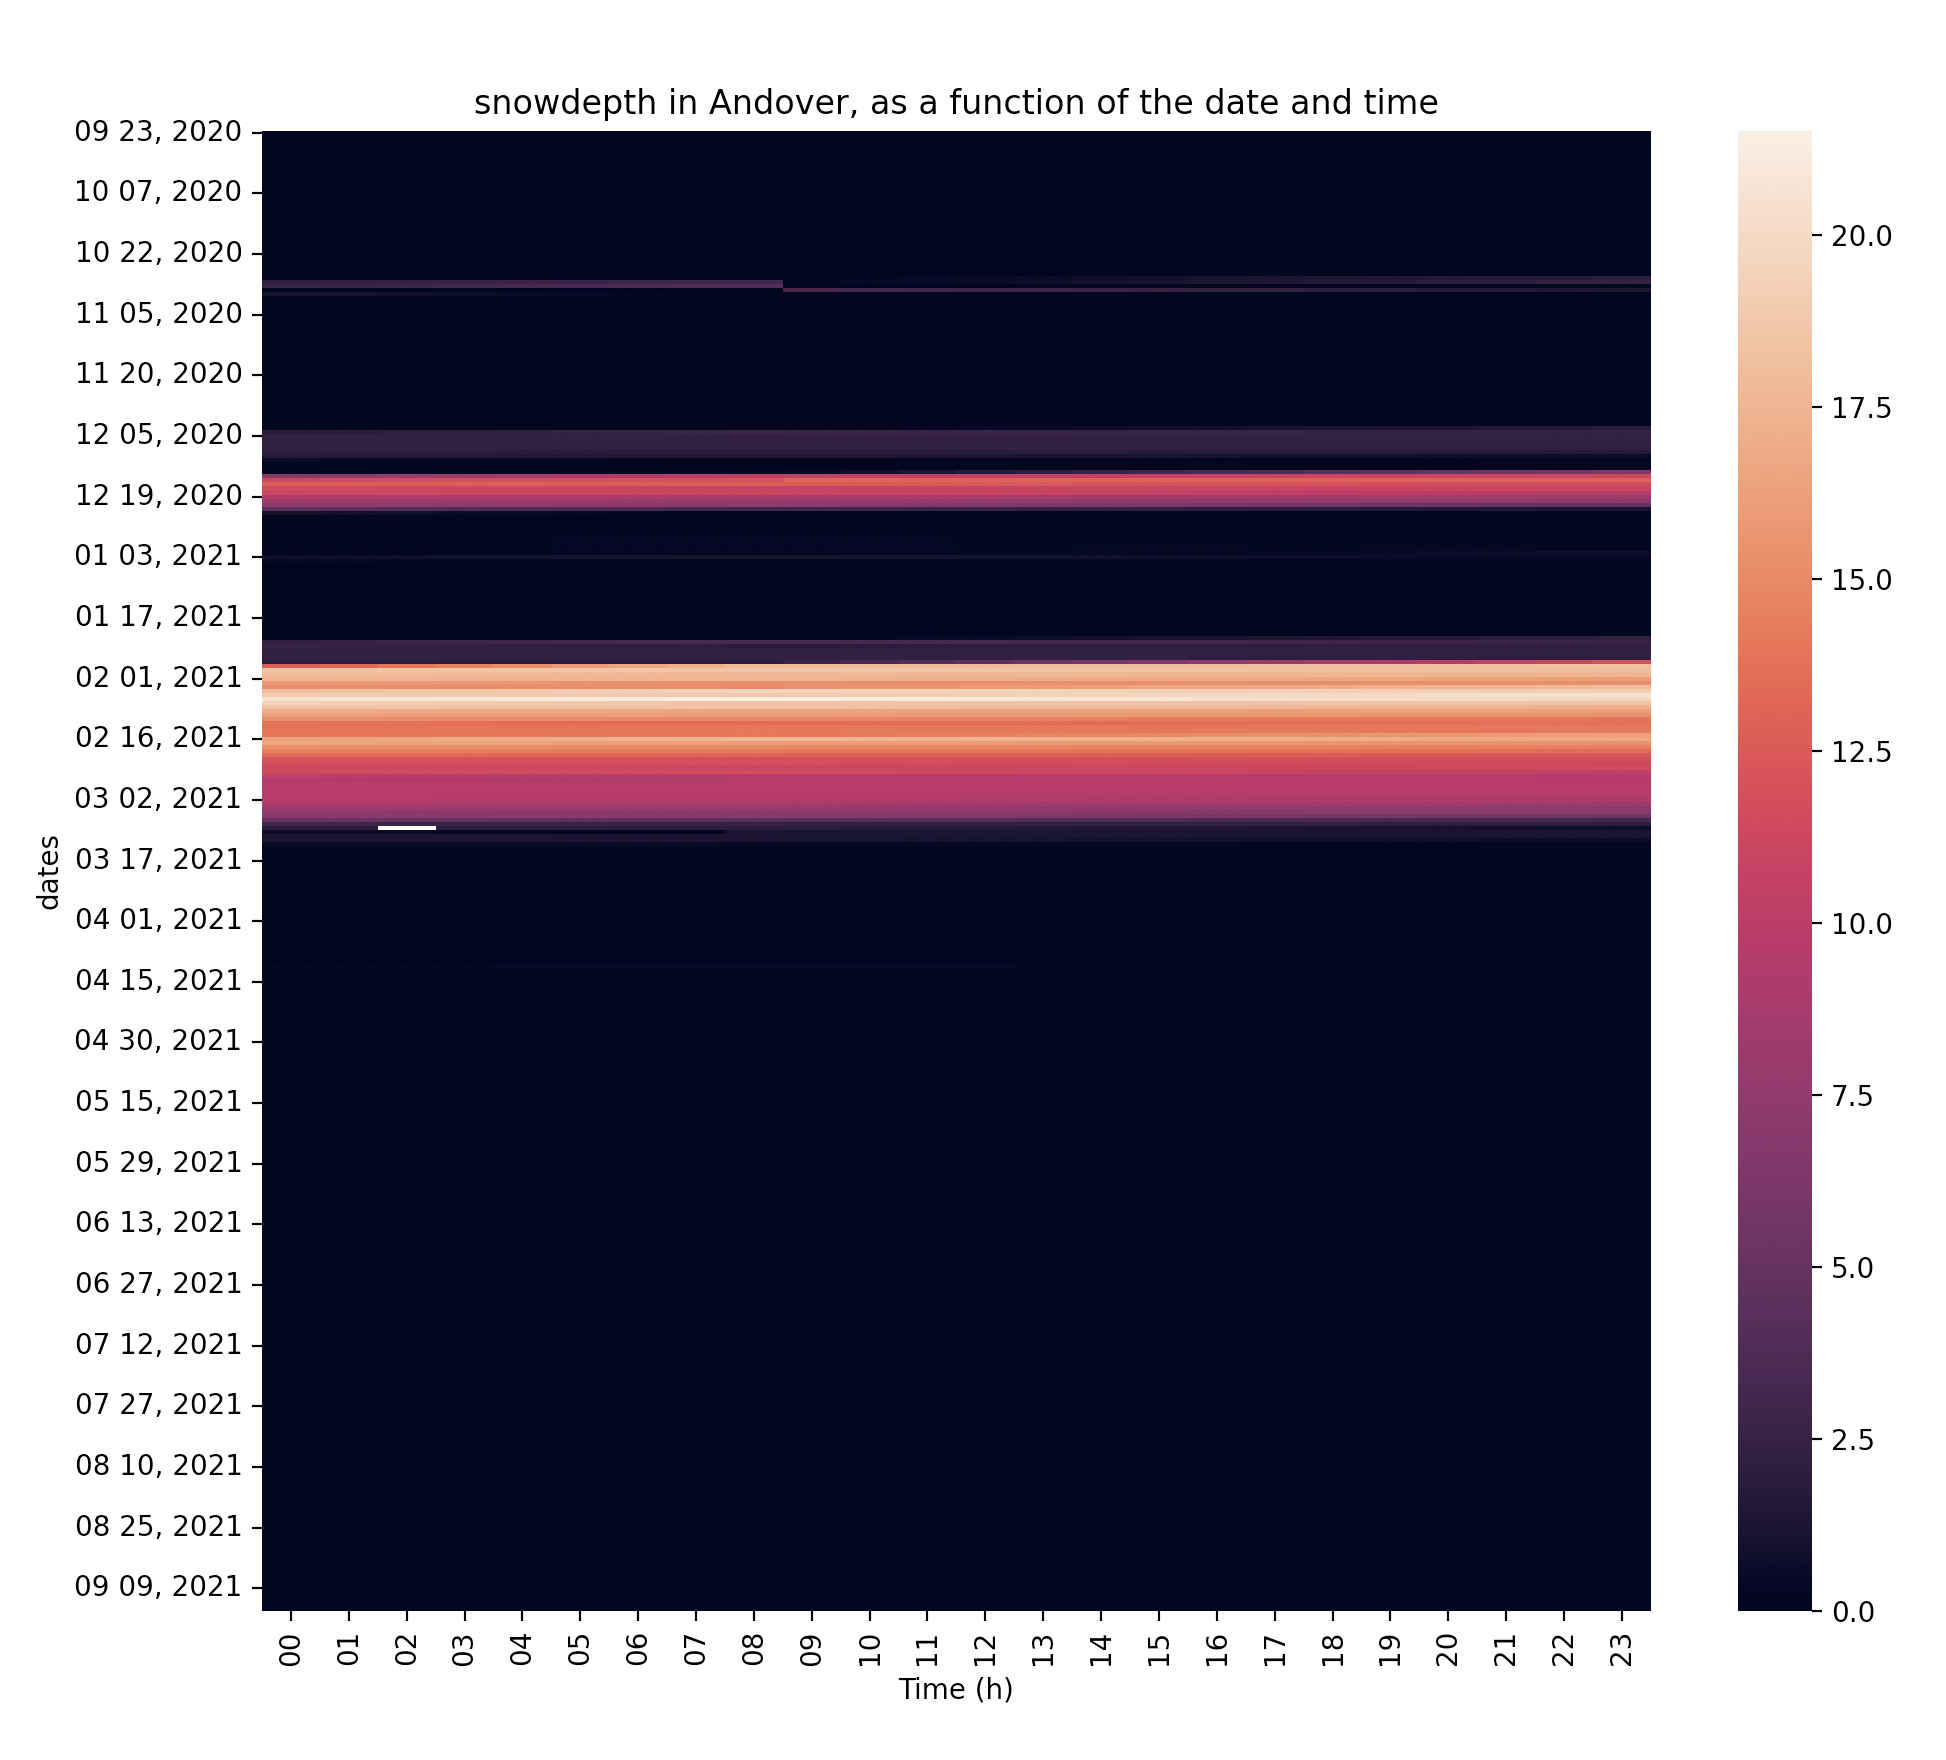 snowdepth in Andover, as a function of the date and time
09 23, 2020
10 07, 2020
10 22, 2020
11 05, 2020
11 20, 2020
12 05, 2020
12 19, 2020
01 03, 2021
01 17, 2021
02 01, 2021
02 16, 2021
03 02, 2021
03 17, 2021
04 01, 2021
04 15, 2021
04 30, 2021
05 15, 2021
05 29, 2021
06 13, 2021
06 27, 2021
07 12, 2021
07 27, 2021
08 10, 2021
08 25, 2021
09 09, 2021
dates
00 01 02 03 04 05 06 07 08 09 10 11 12 13 14 15 16 17 18 19 20 21 22 23
Time (h)
20.0
17.5
15.0
12.5
10.0
7.5
5.0
2.5
0.0